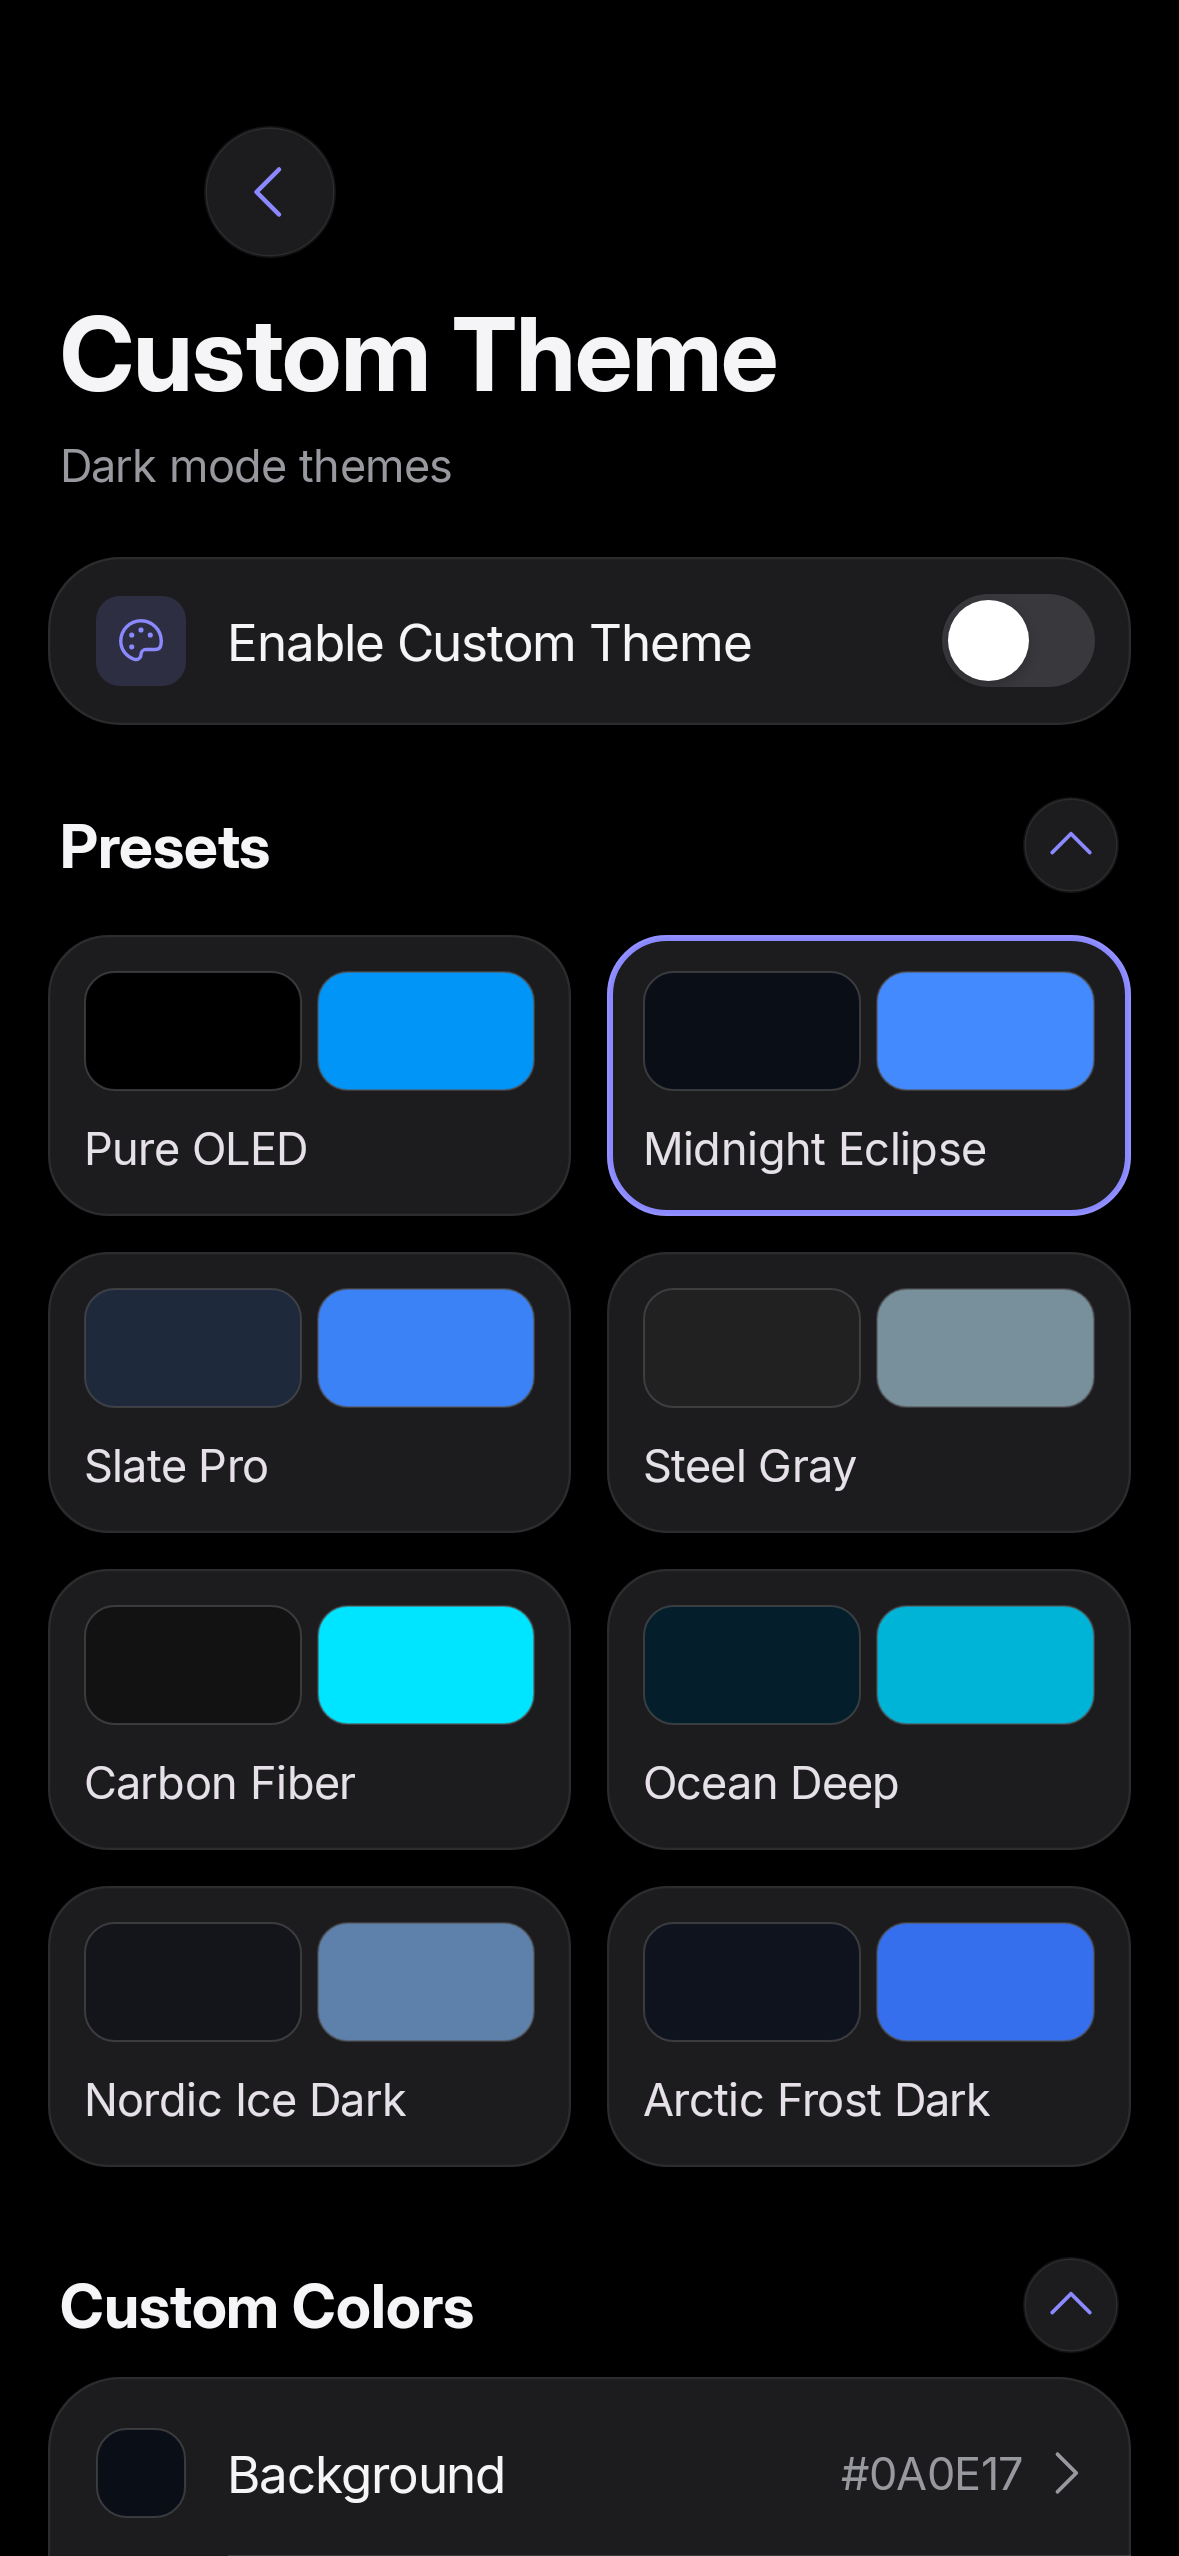 Custom Theme
Dark mode themes
Enable Custom Theme
Presets
Pure OLED
Midnight Eclipse
Slate Pro
Steel Gray
Carbon Fiber
Ocean Deep
Nordic Ice Dark
Arctic Frost Dark
Custom Colors
Background #0A0E17